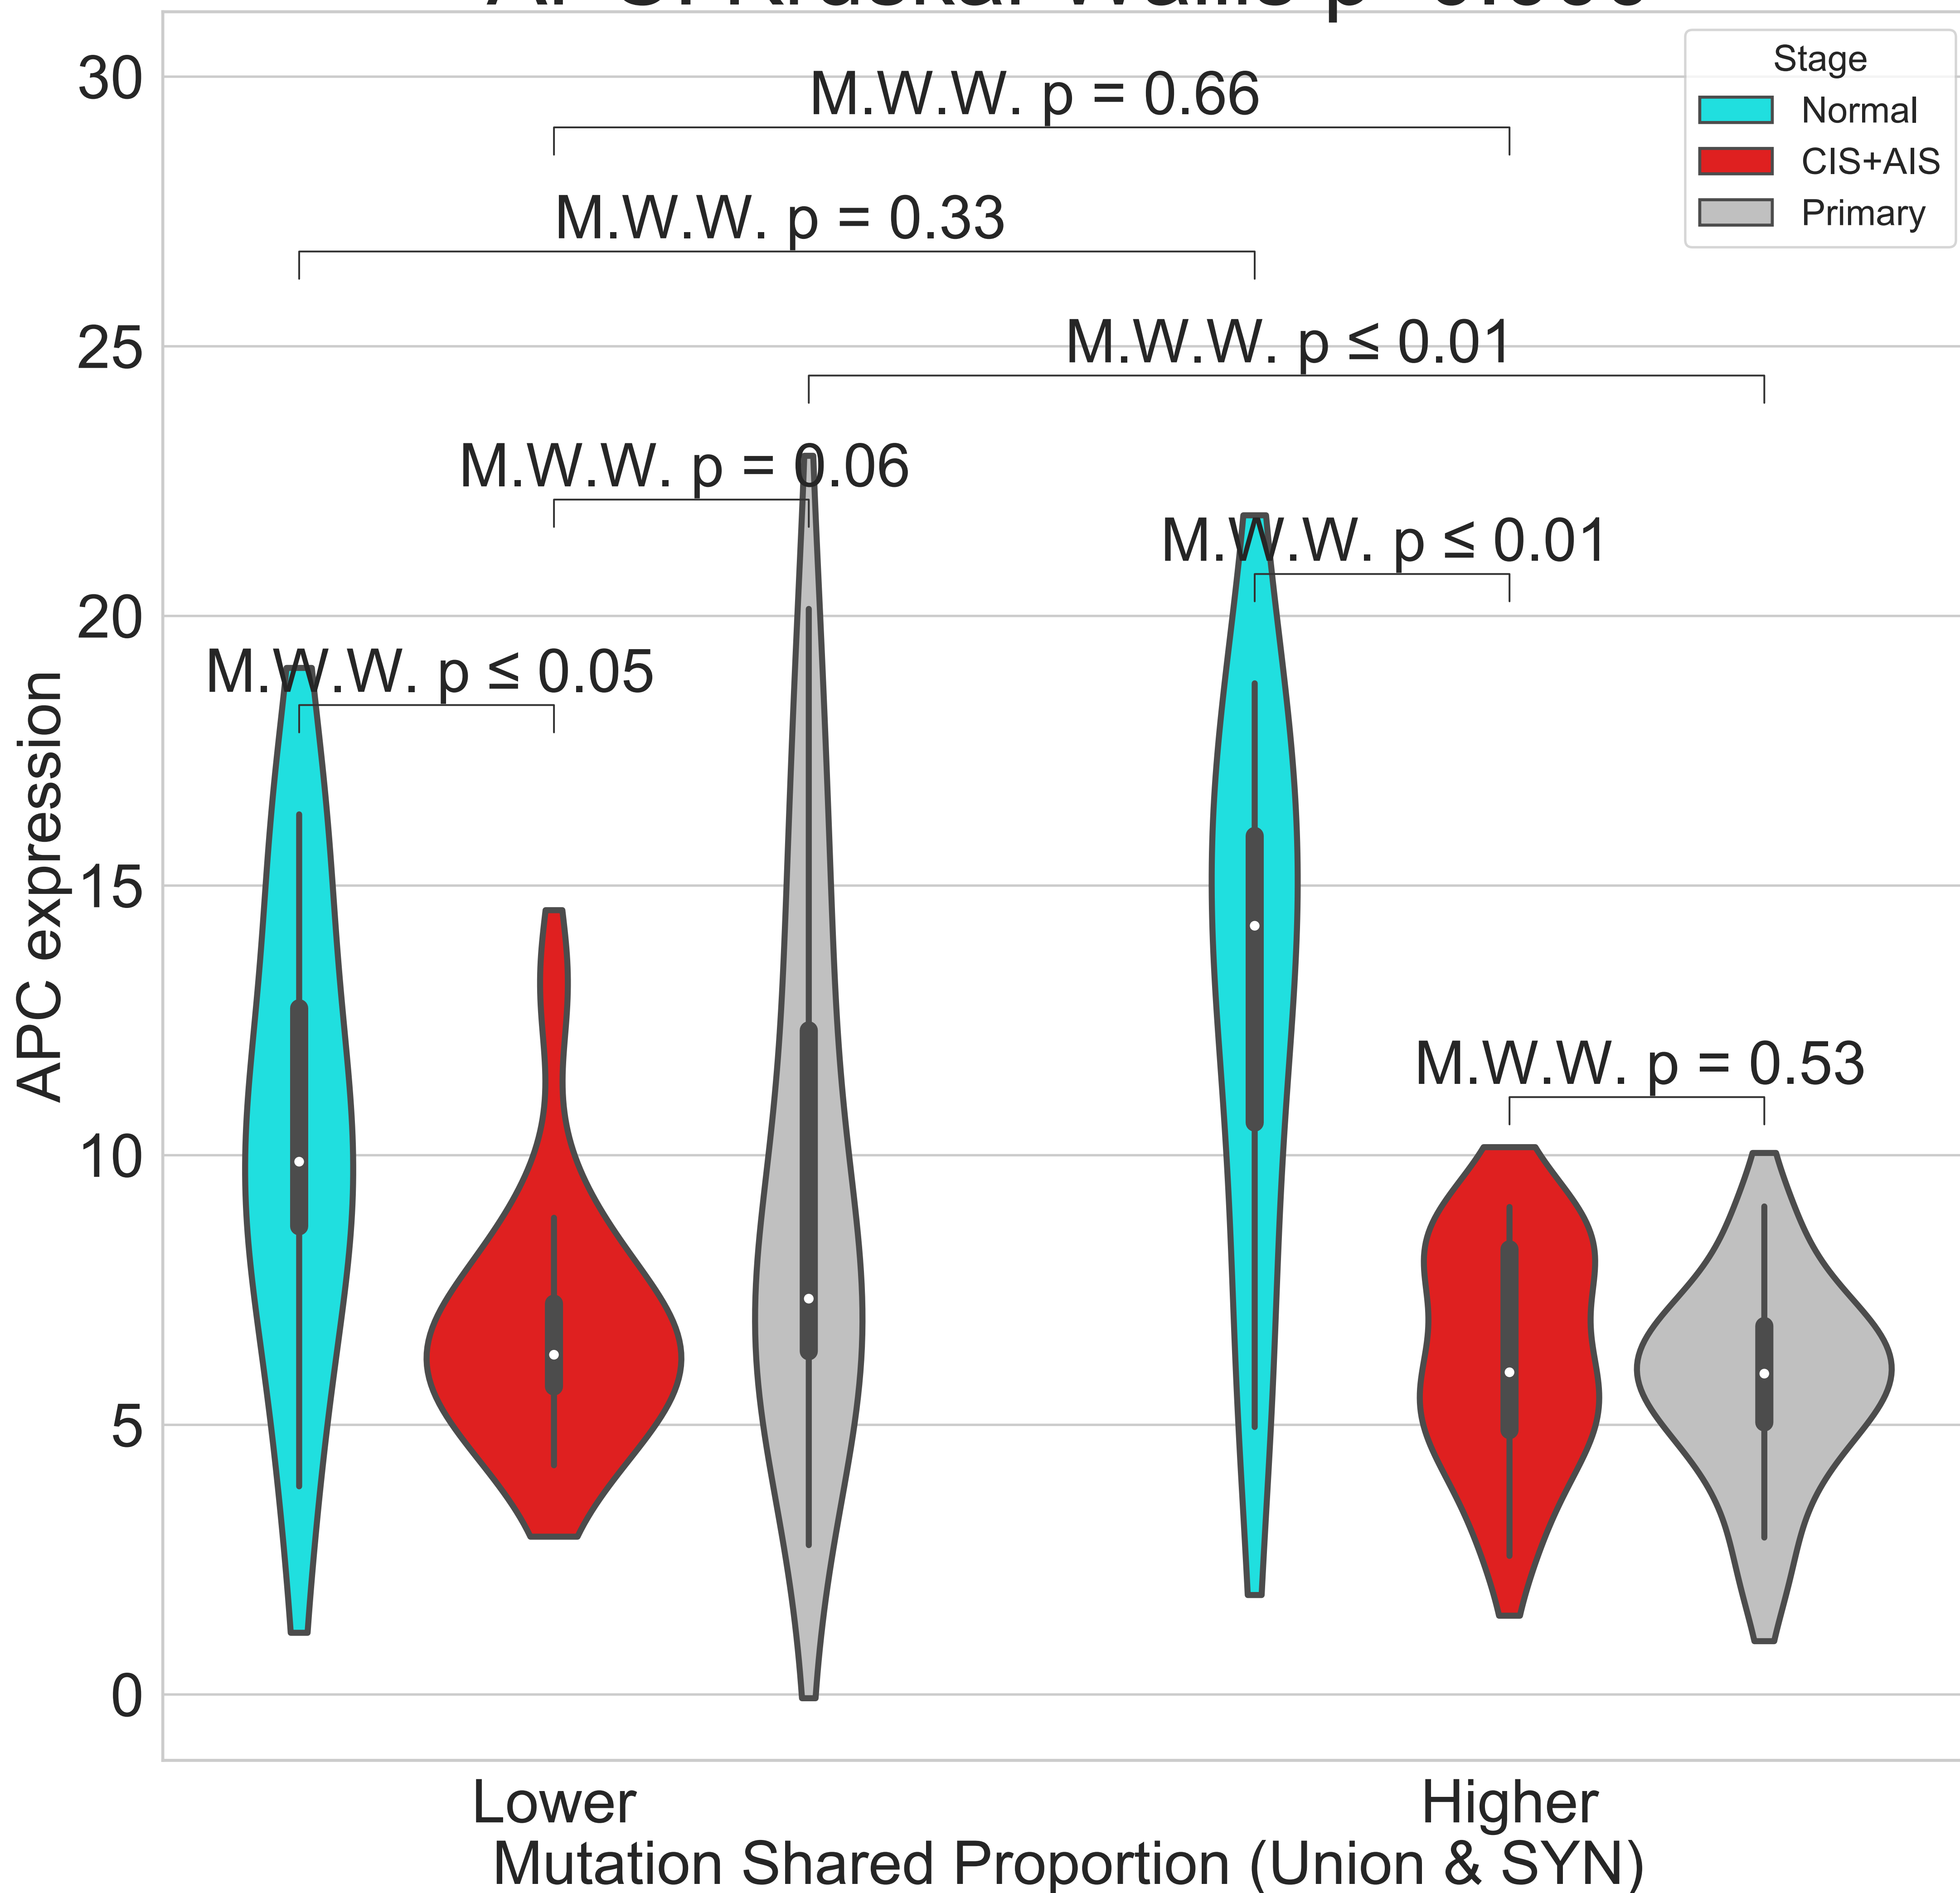 30
25
20
15
10
5
0
APC expression
M.W.W. p = 0.66
M.W.W. p = 0.33
M.W.W. p ≤ 0.01
M.W.W. p = 0.06
M.W.W. p ≤ 0.01
M.W.W. p ≤ 0.05
M.W.W. p = 0.53
Stage
Normal
CIS+AIS
Primary
Lower
Higher
Mutation Shared Proportion (Union & SYN)